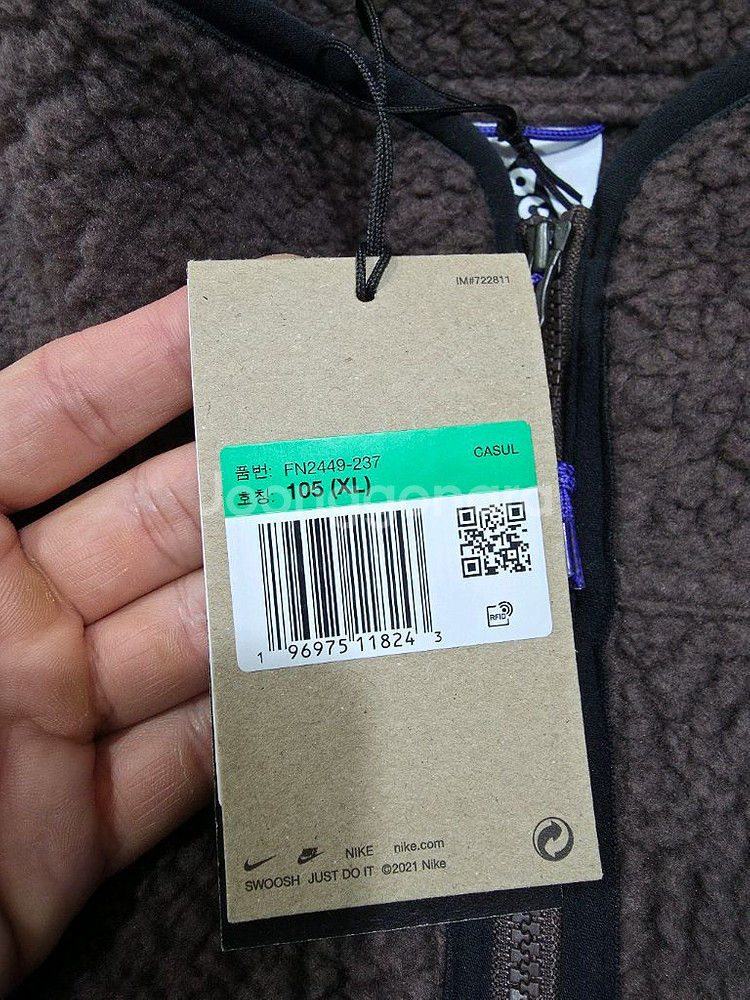 IM#722811
품번: FN2449-237
CASUL
호칭: 105 (XL)
1 96975 11824 3
RFID
NIKE nike.com
SWOOSH JUST DO IT ©2021 Nike